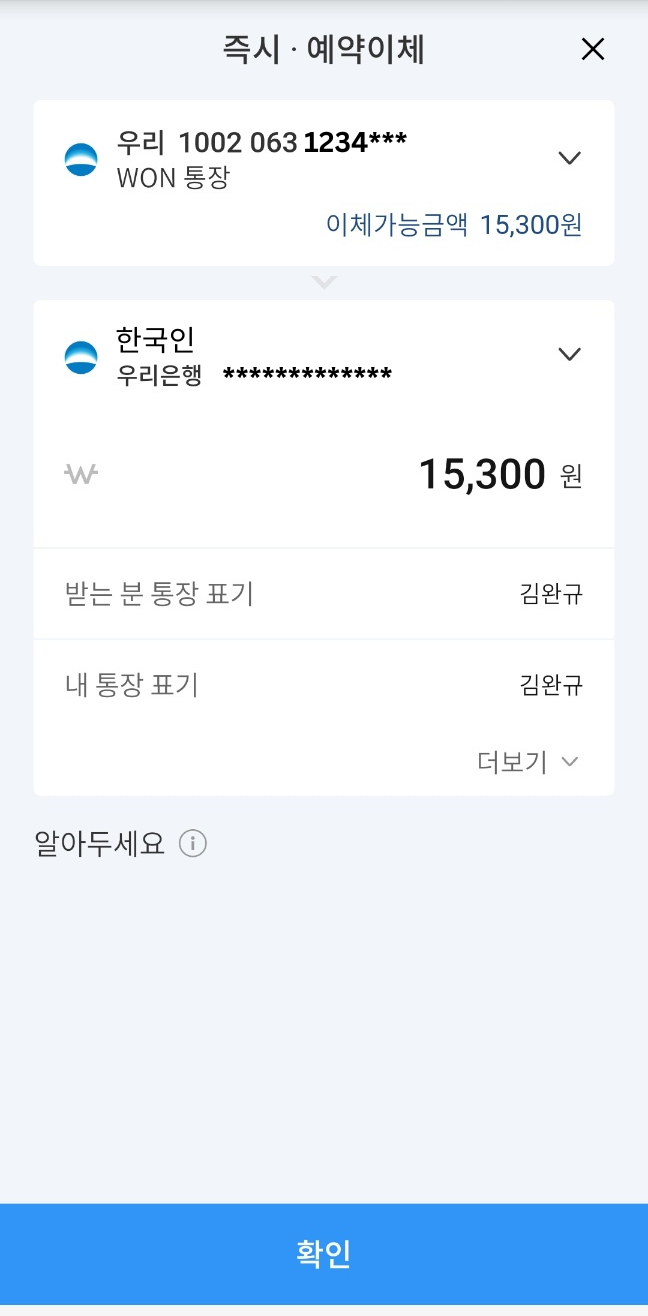 즉시 · 예약이체
우리 1002 063 1234***
WON 통장
이체가능금액 15,300원
한국인
우리은행 *************
₩ 15,300 원
받는 분 통장 표기 김완규
내 통장 표기 김완규
더보기
알아두세요
확인